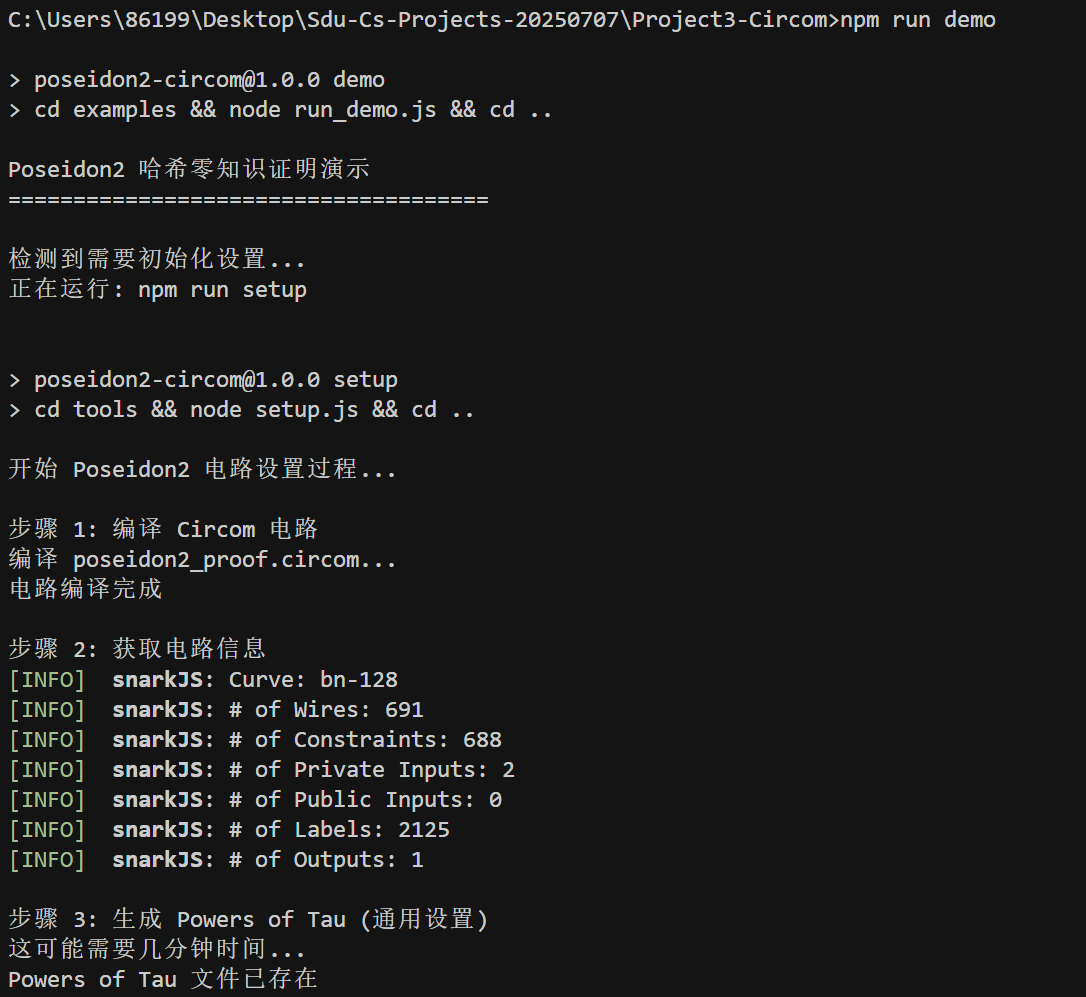 C:\Users\86199\Desktop\Sdu-Cs-Projects-20250707\Project3-Circom>npm run demo
> poseidon2-circom@1.0.0 demo
> cd examples && node run_demo.js && cd ..
Poseidon2 哈希零知识证明演示
=====================================
检测到需要初始化设置...
正在运行: npm run setup
> poseidon2-circom@1.0.0 setup
> cd tools && node setup.js && cd ..
开始 Poseidon2 电路设置过程...
步骤 1: 编译 Circom 电路
编译 poseidon2_proof.circom...
电路编译完成
步骤 2: 获取电路信息
[INFO]  snarkJS: Curve: bn-128
[INFO]  snarkJS: # of Wires: 691
[INFO]  snarkJS: # of Constraints: 688
[INFO]  snarkJS: # of Private Inputs: 2
[INFO]  snarkJS: # of Public Inputs: 0
[INFO]  snarkJS: # of Labels: 2125
[INFO]  snarkJS: # of Outputs: 1
步骤 3: 生成 Powers of Tau (通用设置)
这可能需要几分钟时间...
Powers of Tau 文件已存在